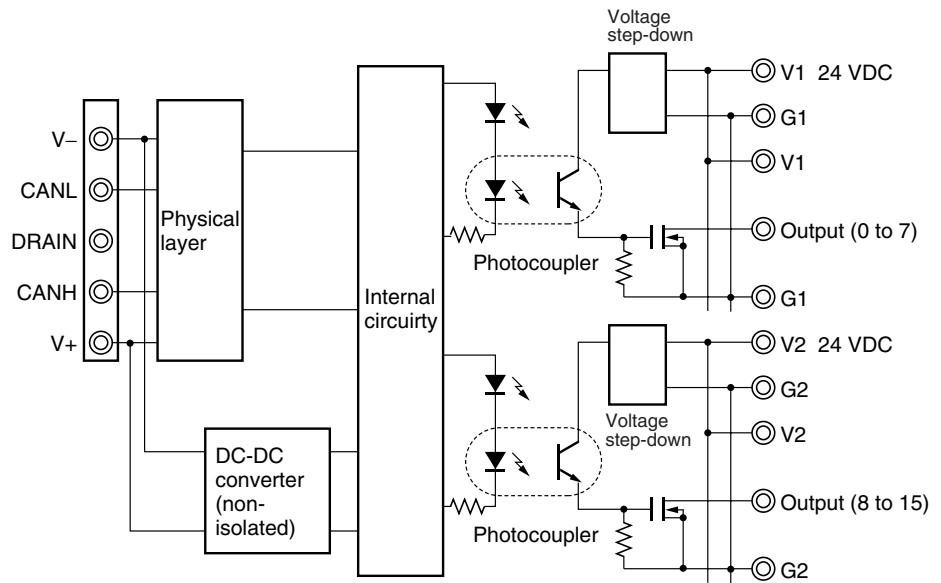 Voltage
step-down
V1 24 VDC
G1
V1
Output (0 to 7)
G1
V–
CANL
DRAIN
CANH
V+
Physical
layer
Internal
circuirty
Photocoupler
V2 24 VDC
G2
Voltage
step-down
V2
Output (8 to 15)
G2
DC-DC
converter
(non-
isolated)
Photocoupler